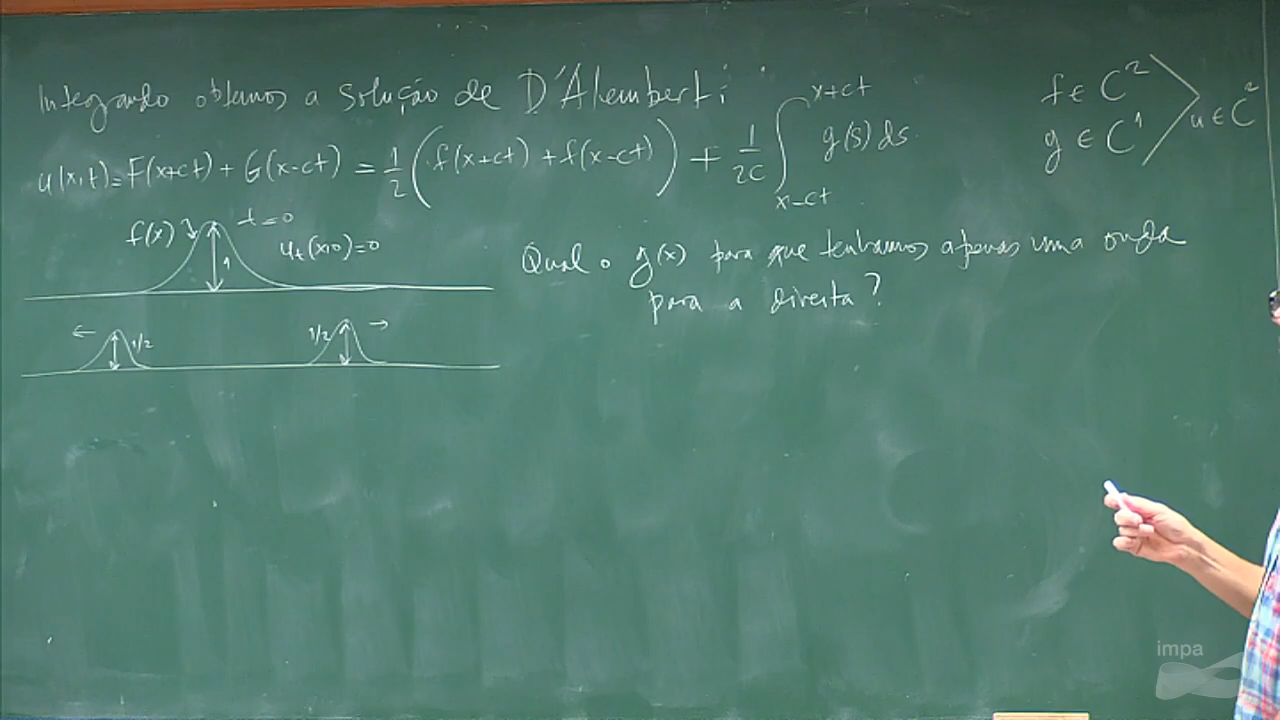 Integrando obtemos a solução de D'Alembert:
f ∈ C²
g ∈ C¹
u ∈ C²
u(x,t) = F(x+ct) + G(x-ct) = 1/2 (f(x+ct) + f(x-ct)) + 1/2c ∫_{x-ct}^{x+ct} g(s) ds
f(x) t=0
1
u_t(x,0)=0
Qual o g(x) para que tenhamos apenas uma onda
para a direita?
← 1/2 1/2 →
impa